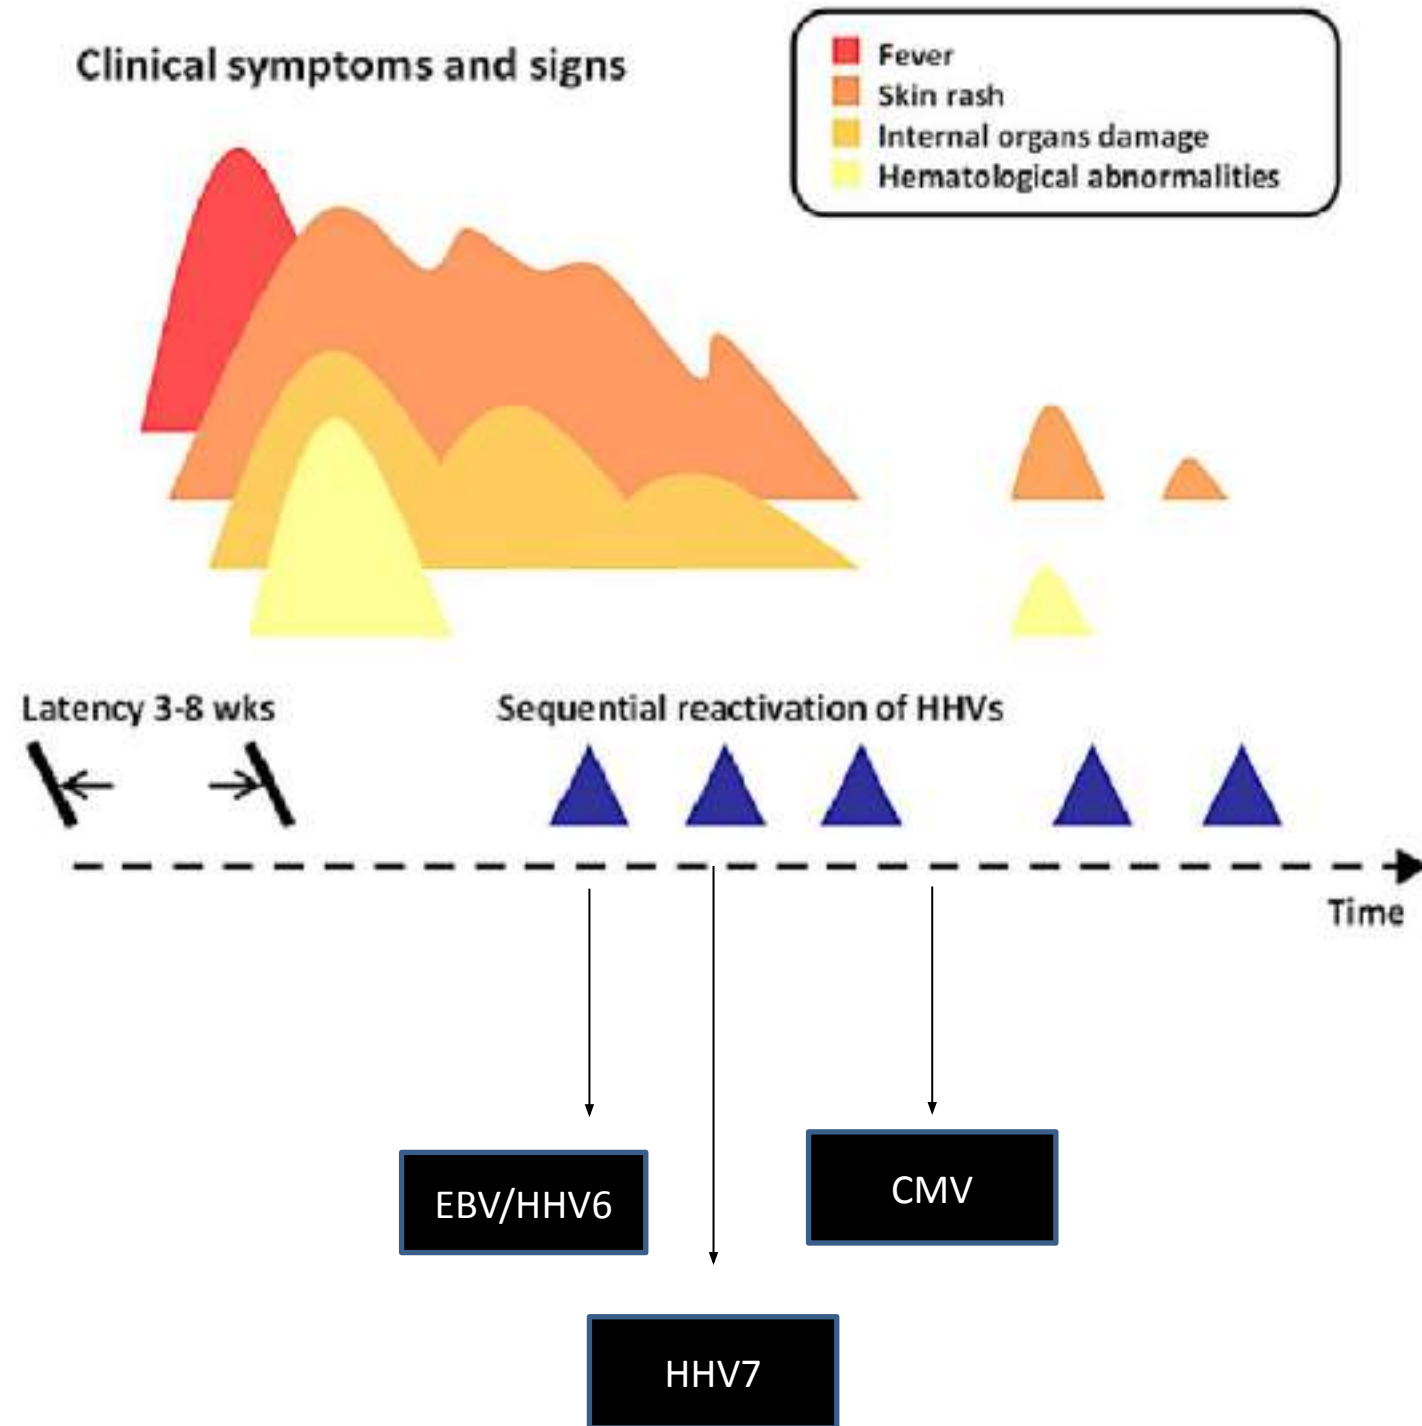 Clinical symptoms and signs
Fever
Skin rash
Internal organs damage
Hematological abnormalities
Latency 3-8 wks
Sequential reactivation of HHVs
Time
EBV/HHV6
CMV
HHV7